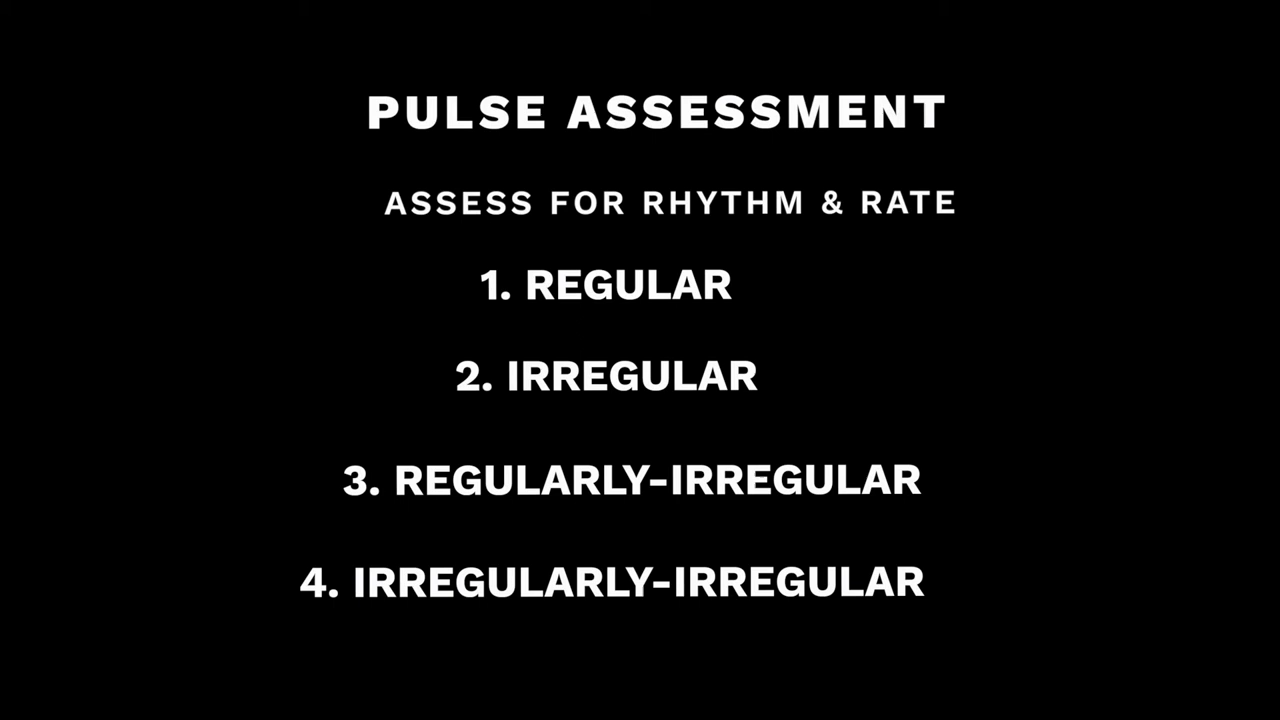 PULSE ASSESSMENT
ASSESS FOR RHYTHM & RATE
1. REGULAR
2. IRREGULAR
3. REGULARLY-IRREGULAR
4. IRREGULARLY-IRREGULAR